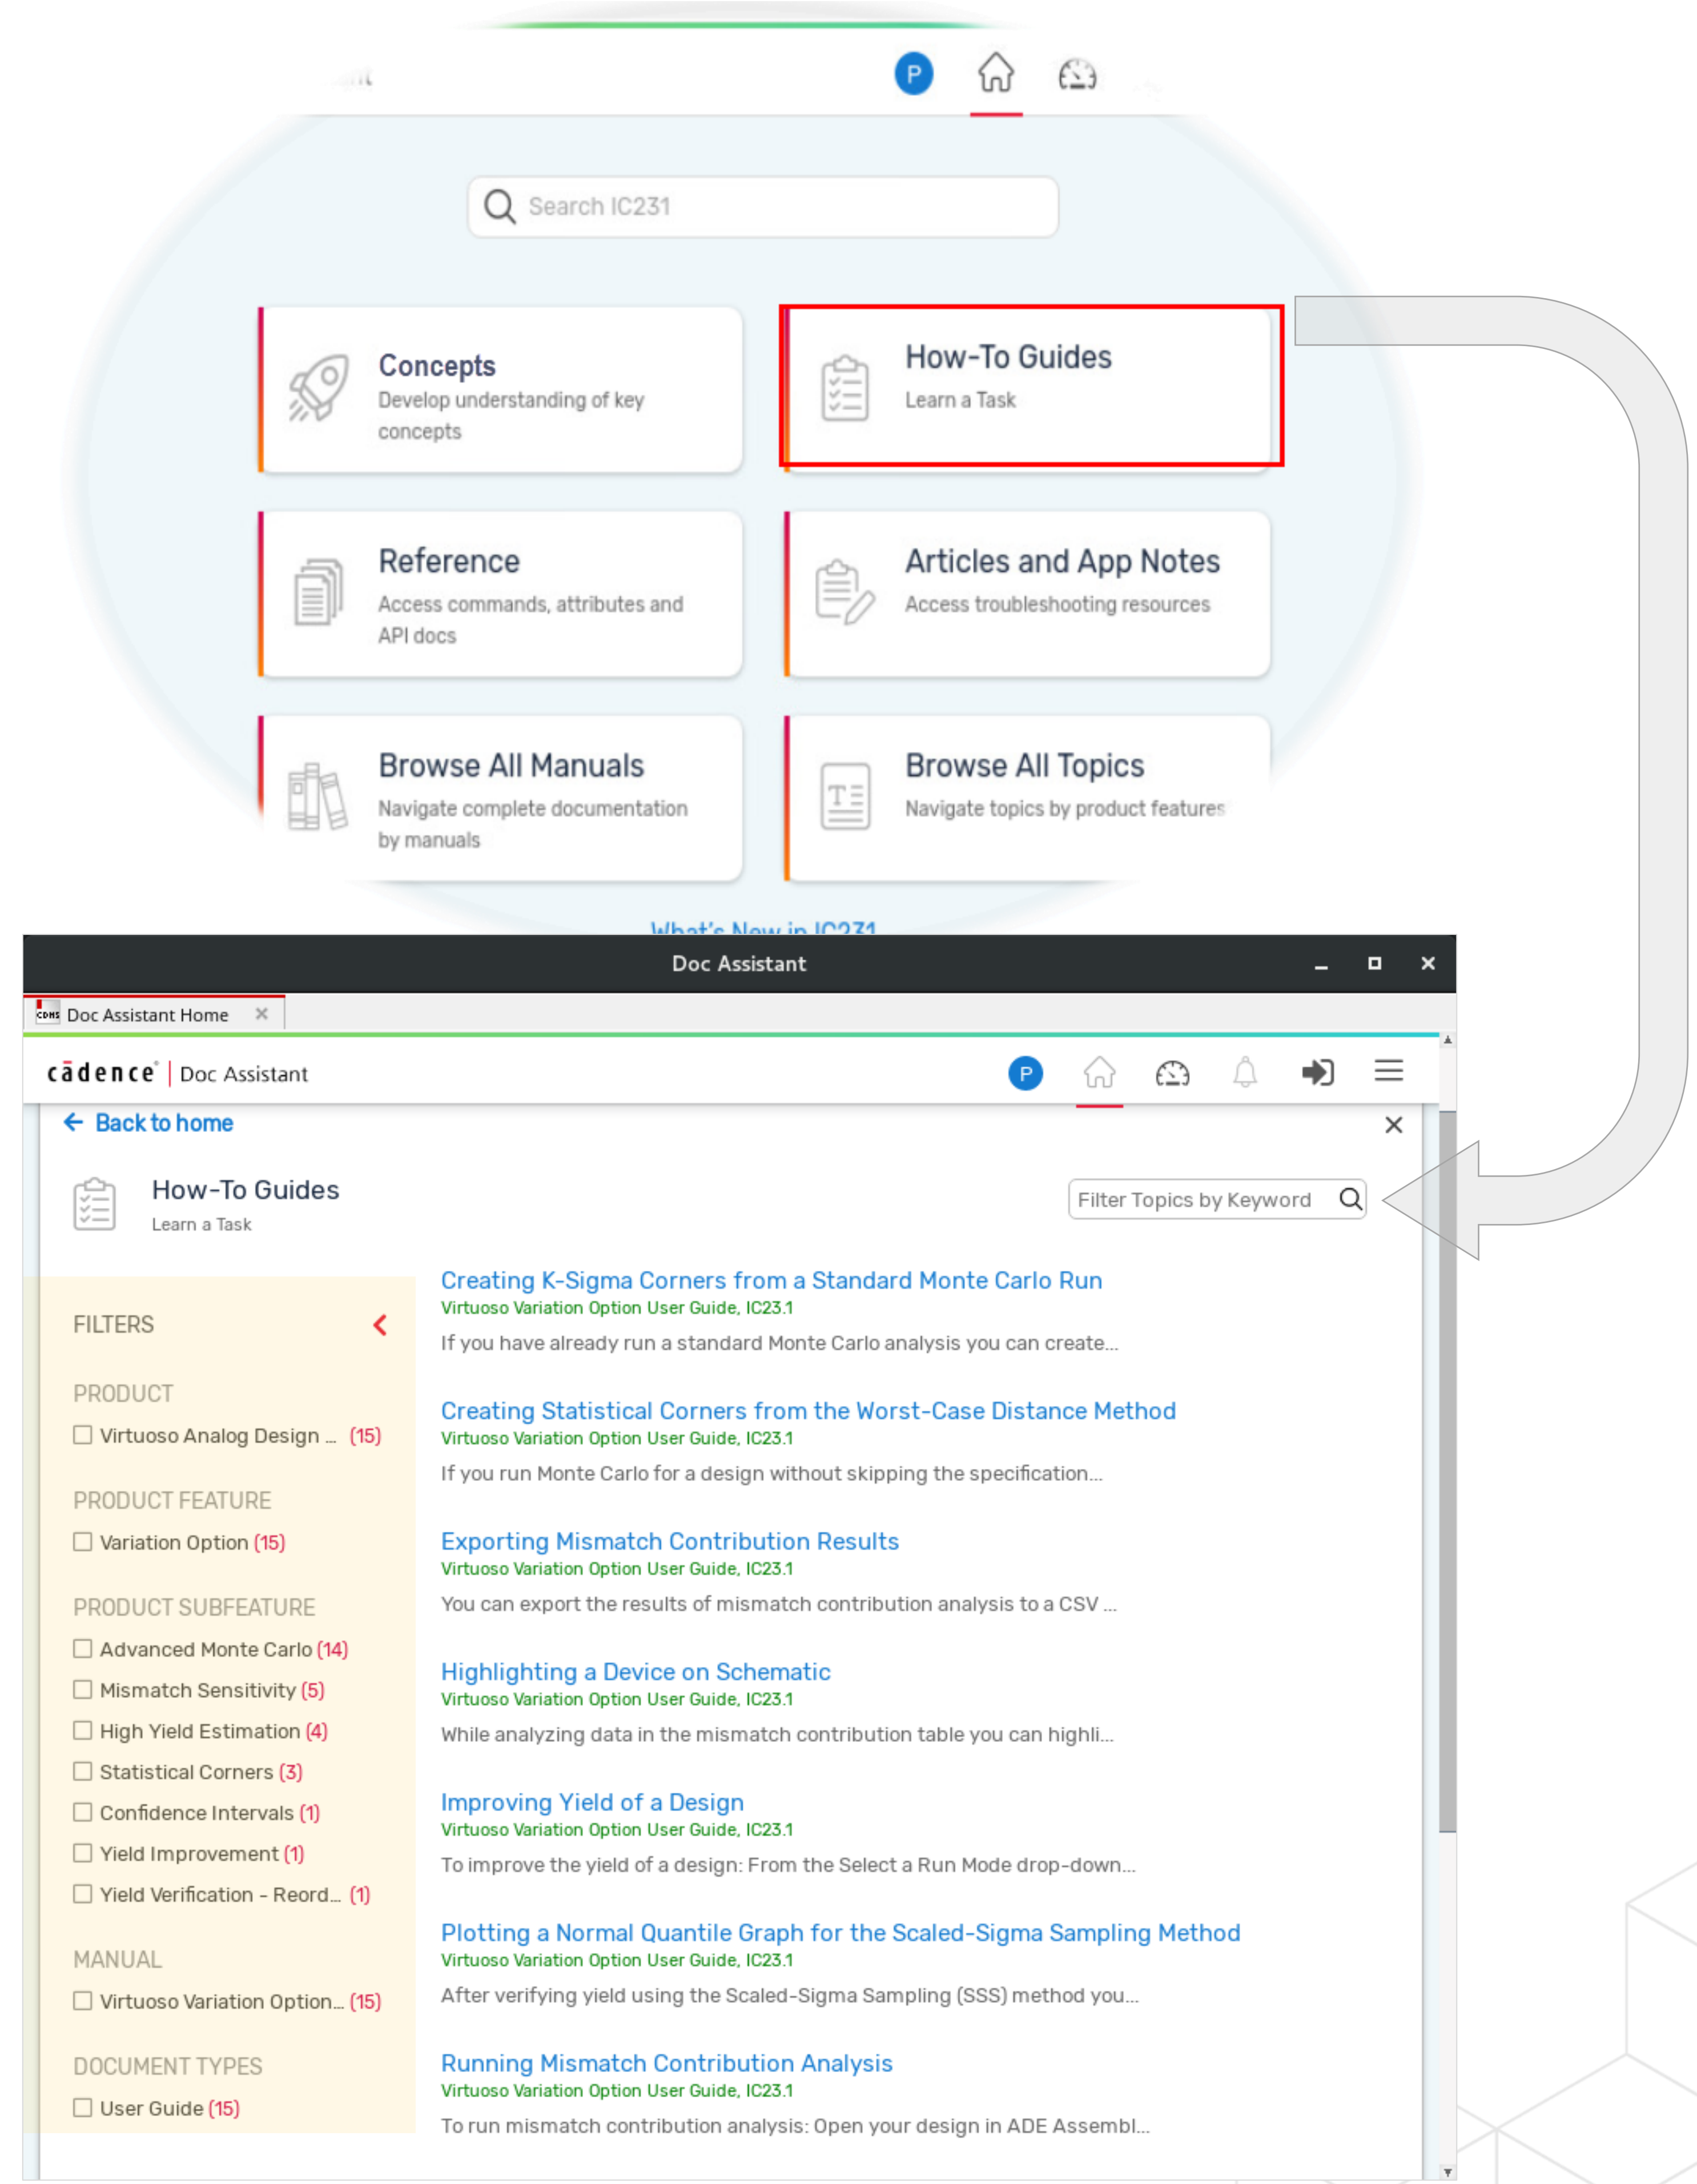 P
Search IC231
Concepts
Develop understanding of key
concepts
How-To Guides
Learn a Task
Reference
Access commands, attributes and
API docs
Articles and App Notes
Access troubleshooting resources
Browse All Manuals
Navigate complete documentation
by manuals
Browse All Topics
Navigate topics by product features
What's New in IC231
Doc Assistant
CDMS Doc Assistant Home
cādence® | Doc Assistant
P
Back to home
How-To Guides
Learn a Task
Filter Topics by Keyword
FILTERS
PRODUCT
Virtuoso Analog Design ... (15)
PRODUCT FEATURE
Variation Option (15)
PRODUCT SUBFEATURE
Advanced Monte Carlo (14)
Mismatch Sensitivity (5)
High Yield Estimation (4)
Statistical Corners (3)
Confidence Intervals (1)
Yield Improvement (1)
Yield Verification - Reord... (1)
MANUAL
Virtuoso Variation Option... (15)
DOCUMENT TYPES
User Guide (15)
Creating K-Sigma Corners from a Standard Monte Carlo Run
Virtuoso Variation Option User Guide, IC23.1
If you have already run a standard Monte Carlo analysis you can create...
Creating Statistical Corners from the Worst-Case Distance Method
Virtuoso Variation Option User Guide, IC23.1
If you run Monte Carlo for a design without skipping the specification...
Exporting Mismatch Contribution Results
Virtuoso Variation Option User Guide, IC23.1
You can export the results of mismatch contribution analysis to a CSV ...
Highlighting a Device on Schematic
Virtuoso Variation Option User Guide, IC23.1
While analyzing data in the mismatch contribution table you can highli...
Improving Yield of a Design
Virtuoso Variation Option User Guide, IC23.1
To improve the yield of a design: From the Select a Run Mode drop-down...
Plotting a Normal Quantile Graph for the Scaled-Sigma Sampling Method
Virtuoso Variation Option User Guide, IC23.1
After verifying yield using the Scaled-Sigma Sampling (SSS) method you...
Running Mismatch Contribution Analysis
Virtuoso Variation Option User Guide, IC23.1
To run mismatch contribution analysis: Open your design in ADE Assembl...